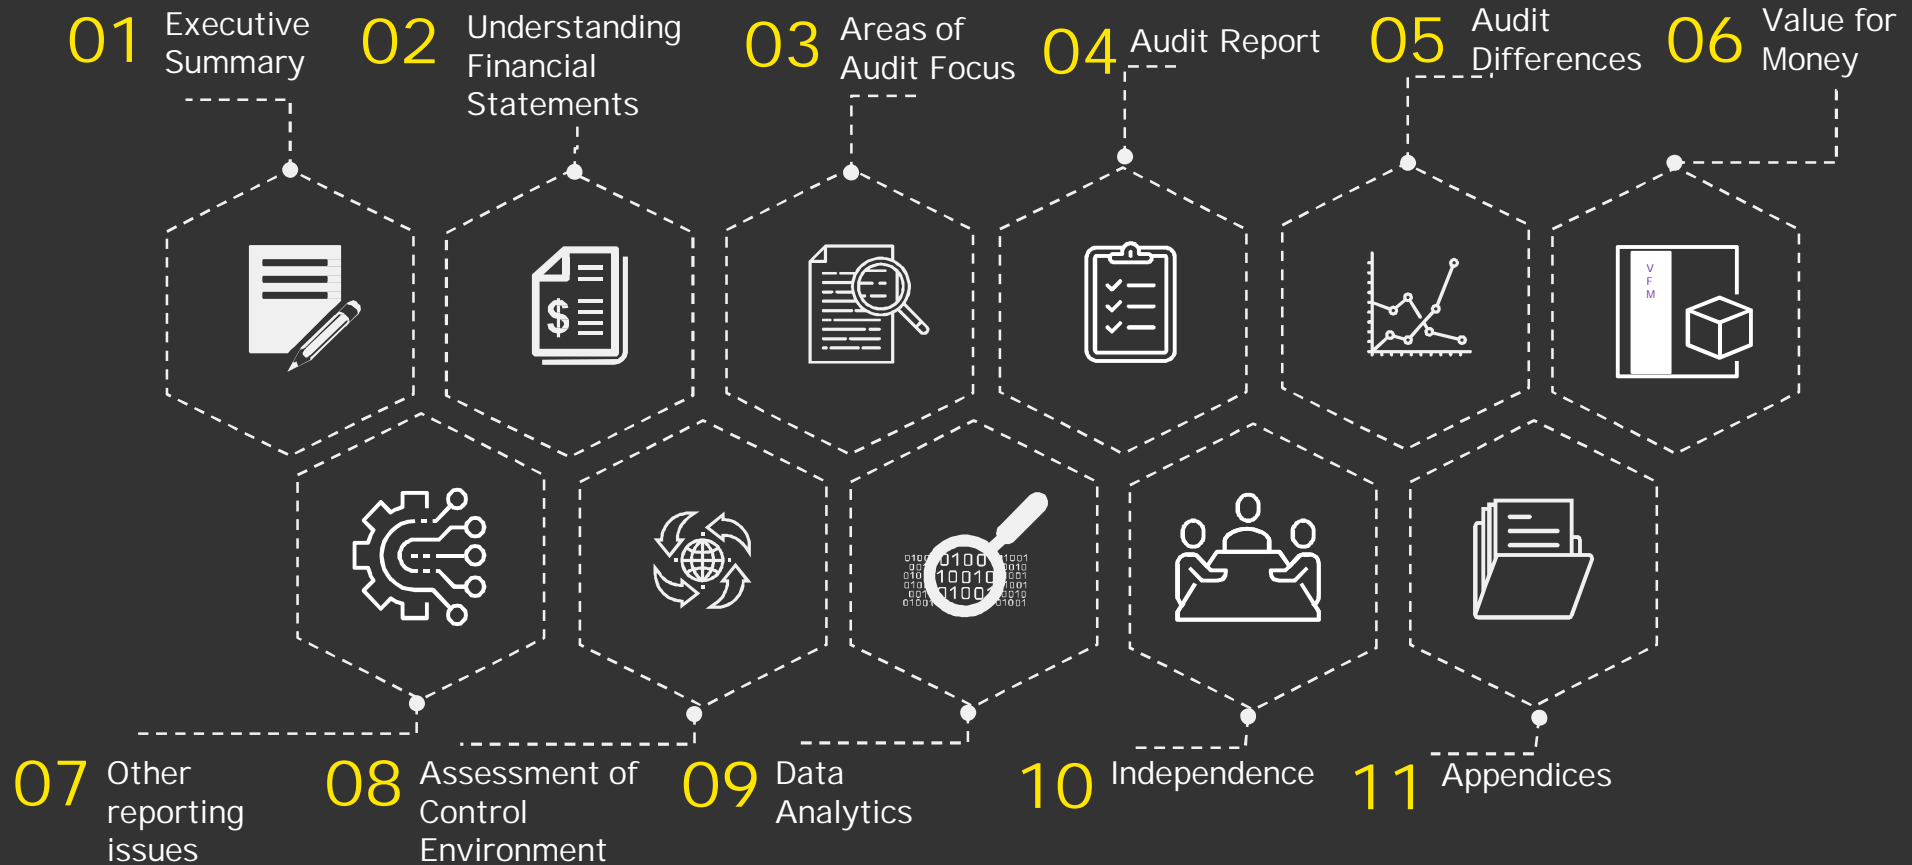 01 Executive
Summary
02 Understanding
Financial
Statements
03 Areas of
Audit Focus
04 Audit Report
05 Audit
Differences
06 Value for
Money
$
V
F
M
07 Other
reporting
issues
08 Assessment of
Control
Environment
09 Data
Analytics
10 Independence
11 Appendices